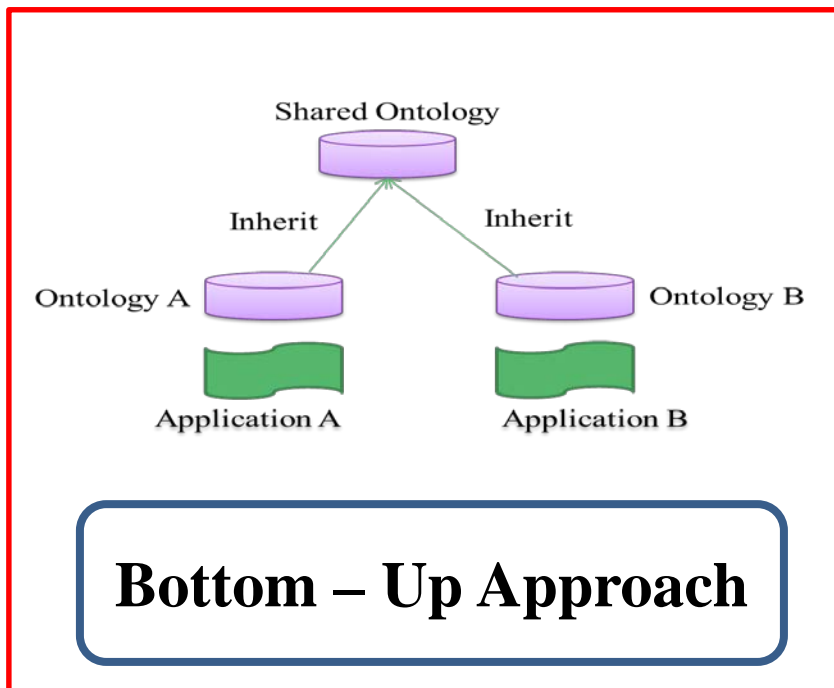 Shared Ontology
Inherit
Inherit
Ontology A
Ontology B
Application A
Application B
Bottom – Up Approach